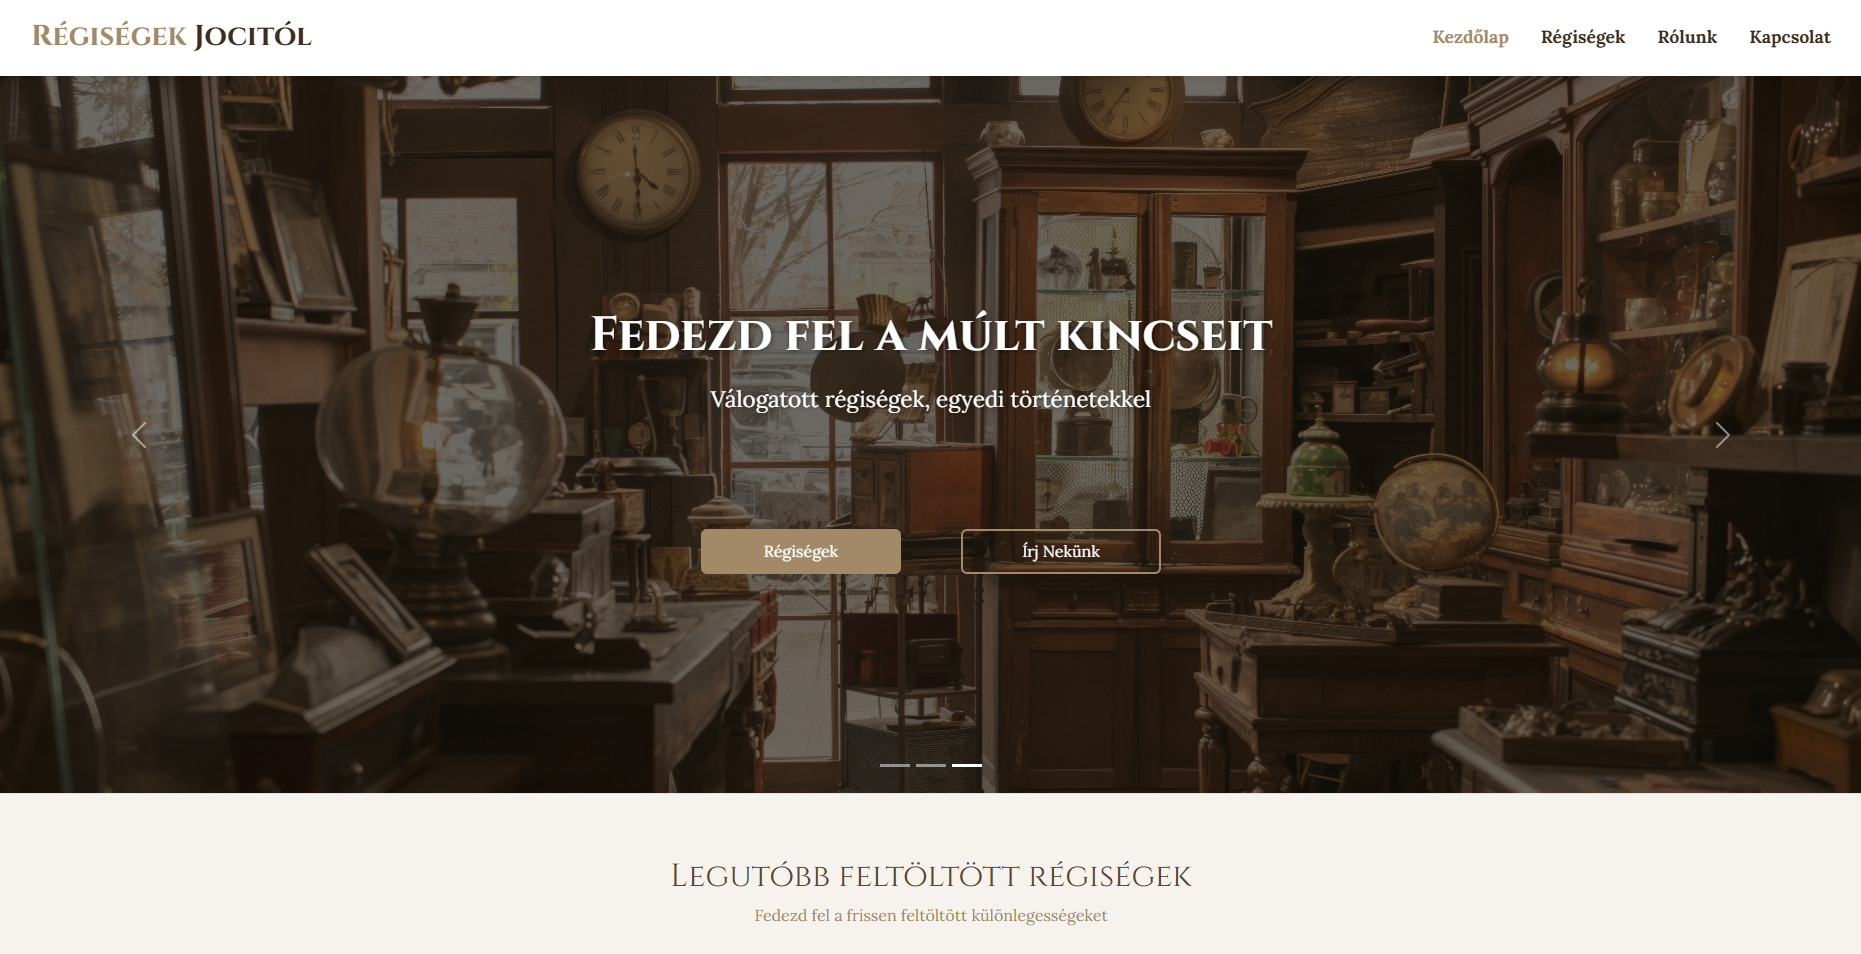 Régiségek Jocitól
Kezdőlap Régiségek Rólunk Kapcsolat
Fedezd fel a múlt kincseit
Válogatott régiségek, egyedi történetekkel
Régiségek Írj Nekünk
Legutóbb feltöltött régiségek
Fedezd fel a frissen feltöltött különlegességeket